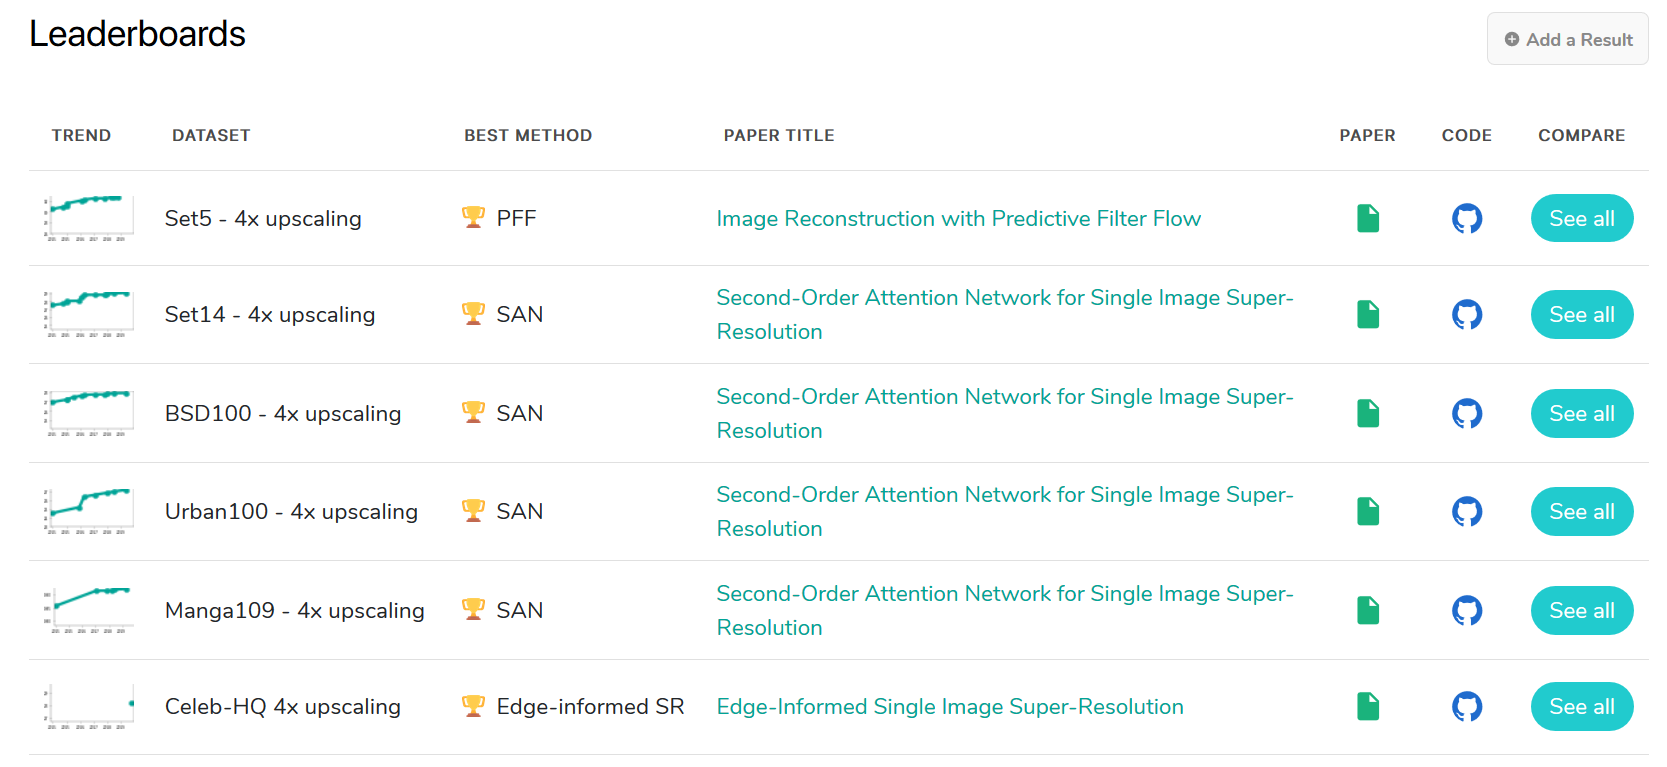 Leaderboards
Add a Result
TREND DATASET BEST METHOD PAPER TITLE PAPER CODE COMPARE
Set5 - 4x upscaling PFF Image Reconstruction with Predictive Filter Flow See all
Set14 - 4x upscaling SAN Second-Order Attention Network for Single Image Super-
Resolution See all
BSD100 - 4x upscaling SAN Second-Order Attention Network for Single Image Super-
Resolution See all
Urban100 - 4x upscaling SAN Second-Order Attention Network for Single Image Super-
Resolution See all
Manga109 - 4x upscaling SAN Second-Order Attention Network for Single Image Super-
Resolution See all
Celeb-HQ 4x upscaling Edge-informed SR Edge-Informed Single Image Super-Resolution See all